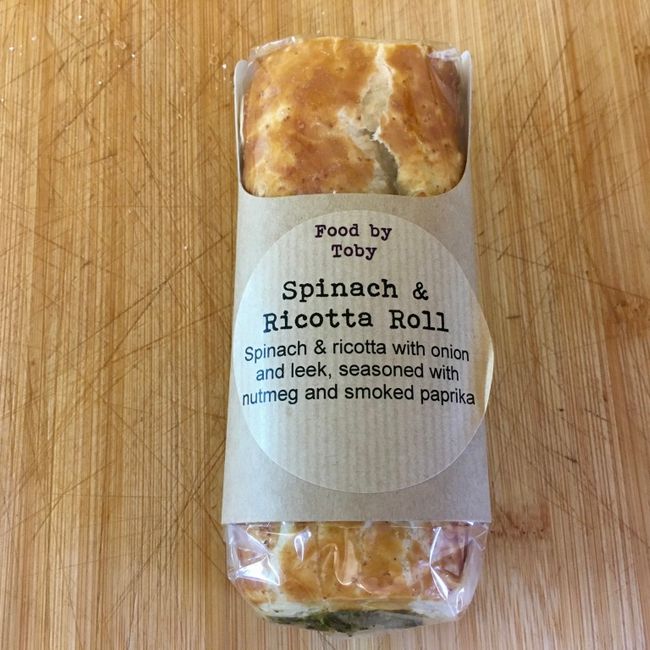 Food by
Toby
Spinach &
Ricotta Roll
Spinach & ricotta with onion
and leek, seasoned with
nutmeg and smoked paprika